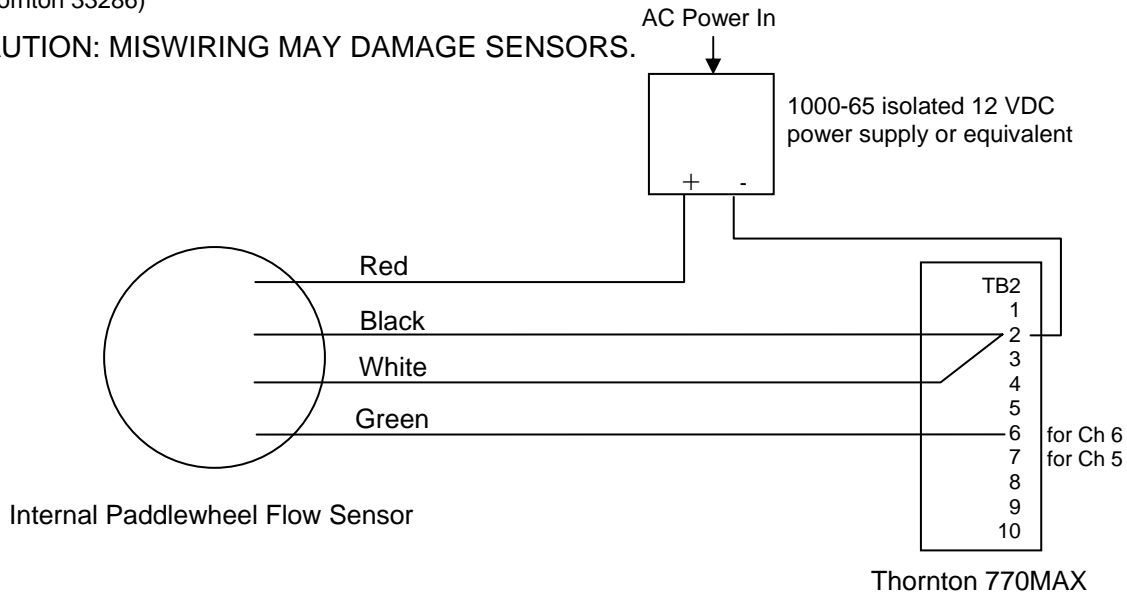 33286)
MISWIRING MAY DAMAGE SENSORS.
AC Power In
1000-65 isolated 12 VDC
power supply or equivalent
+ -
Red
Black
White
Green
TB2
1
2
3
4
5
6 for Ch 6
7 for Ch 5
8
9
10
Internal Paddlewheel Flow Sensor
Thornton 770MAX